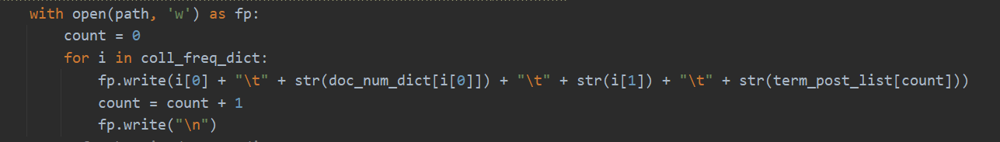 with open(path, 'w') as fp:
    count = 0
    for i in coll_freq_dict:
        fp.write(i[0] + "\t" + str(doc_num_dict[i[0]]) + "\t" + str(i[1]) + "\t" + str(term_post_list[count]))
        count = count + 1
        fp.write("\n")